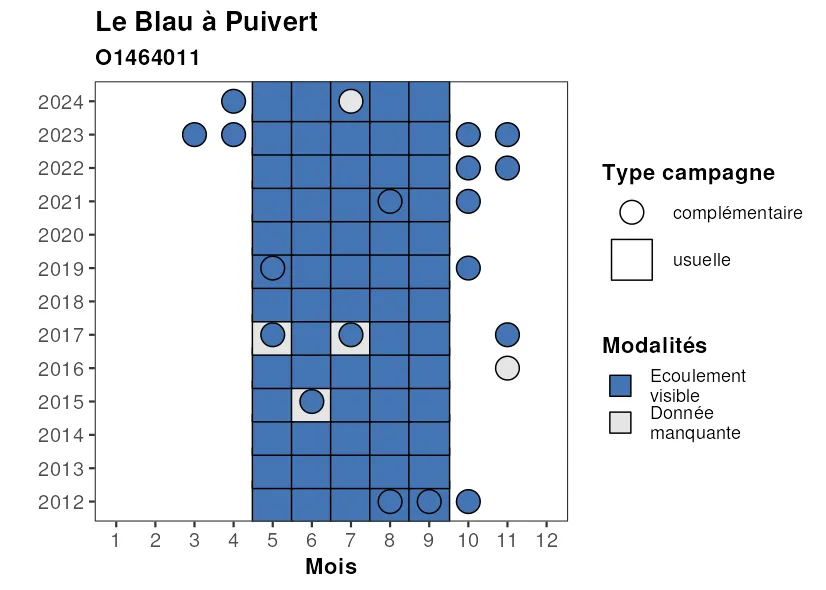 Le Blau à Puivert
O1464011
2024
2023
2022
2021
2020
2019
2018
2017
2016
2015
2014
2013
2012
1 2 3 4 5 6 7 8 9 10 11 12
Mois
Type campagne
complémentaire
usuelle
Modalités
Ecoulement
visible
Donnée
manquante